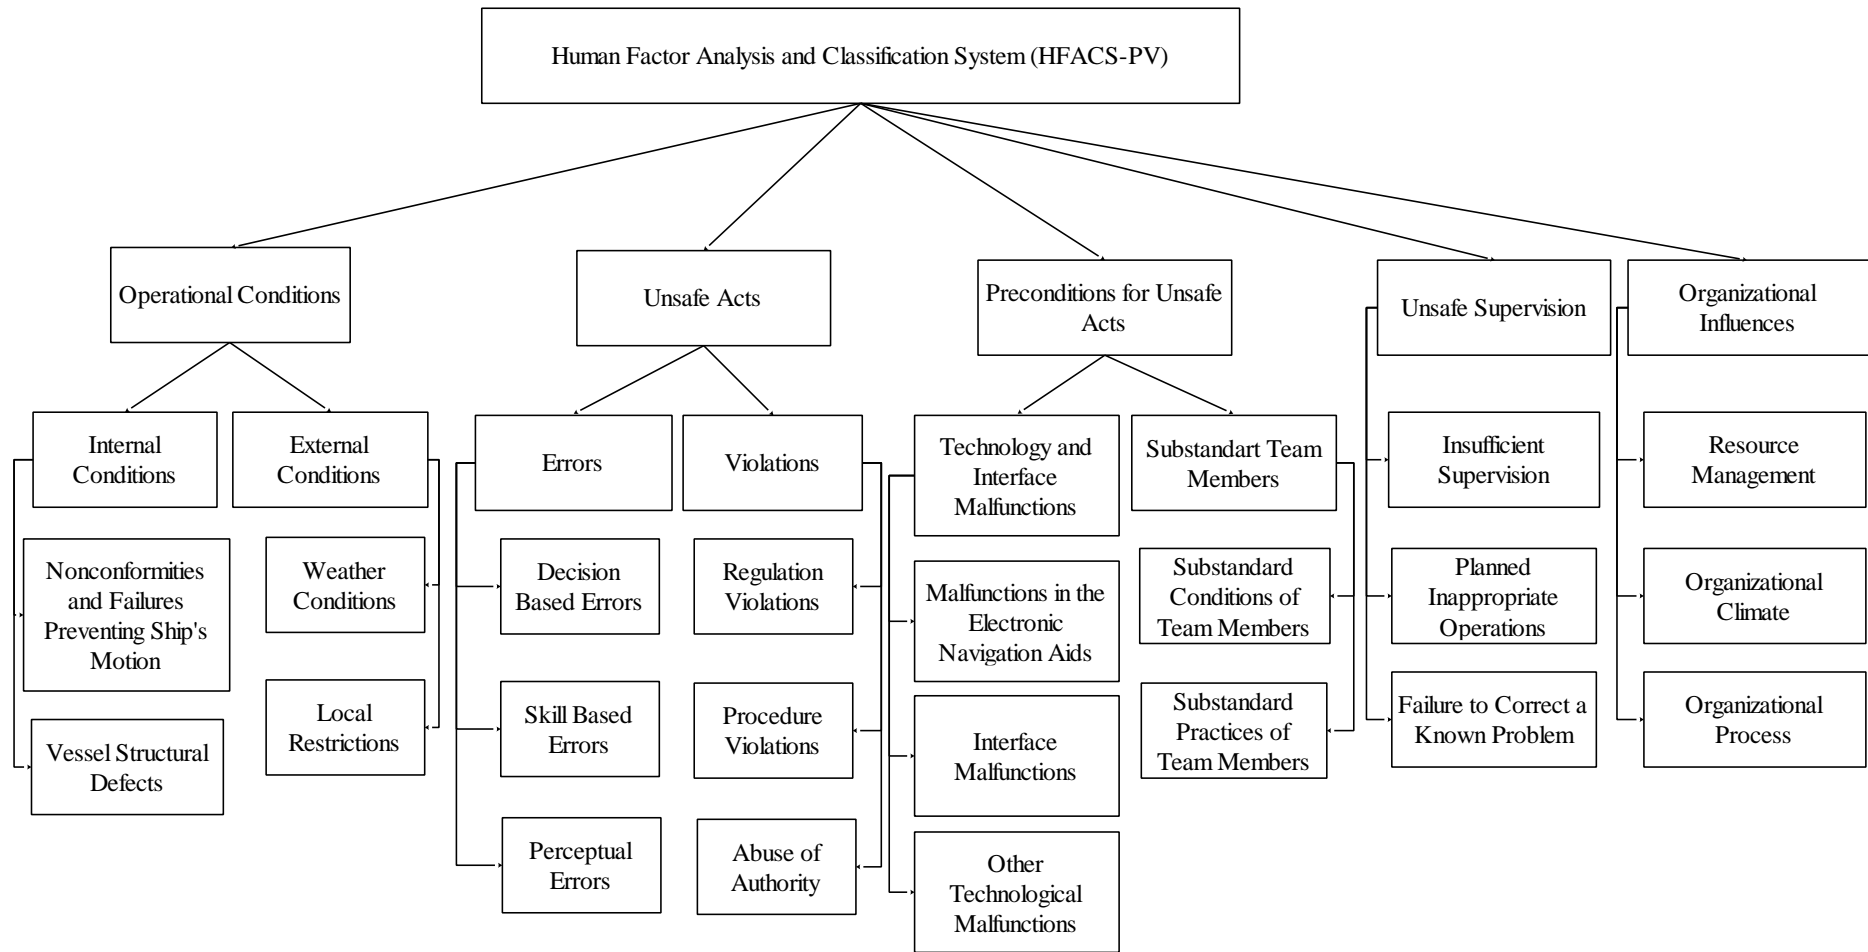 Human Factor Analysis and Classification System (HFACS-PV)
Operational Conditions
Unsafe Acts
Preconditions for Unsafe
Acts
Unsafe Supervision
Organizational
Influences
Internal
Conditions
External
Conditions
Errors
Violations
Technology and
Interface
Malfunctions
Substandart Team
Members
Insufficient
Supervision
Resource
Management
Nonconformities
and Failures
Preventing Ship's
Motion
Weather
Conditions
Decision
Based Errors
Regulation
Violations
Malfunctions in the
Electronic
Navigation Aids
Substandard
Conditions of
Team Members
Planned
Inappropriate
Operations
Organizational
Climate
Vessel Structural
Defects
Local
Restrictions
Skill Based
Errors
Procedure
Violations
Interface
Malfunctions
Substandard
Practices of
Team Members
Failure to Correct a
Known Problem
Organizational
Process
Perceptual
Errors
Abuse of
Authority
Other
Technological
Malfunctions